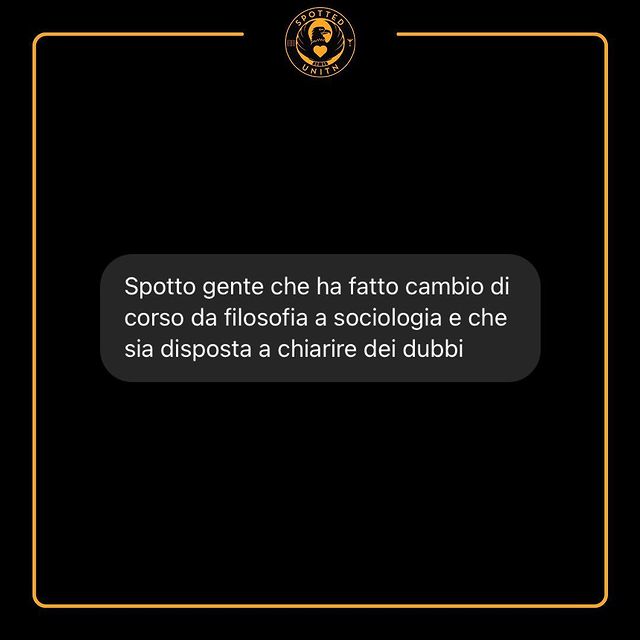 SPOTTED
UNITN
Spotto gente che ha fatto cambio di
corso da filosofia a sociologia e che
sia disposta a chiarire dei dubbi